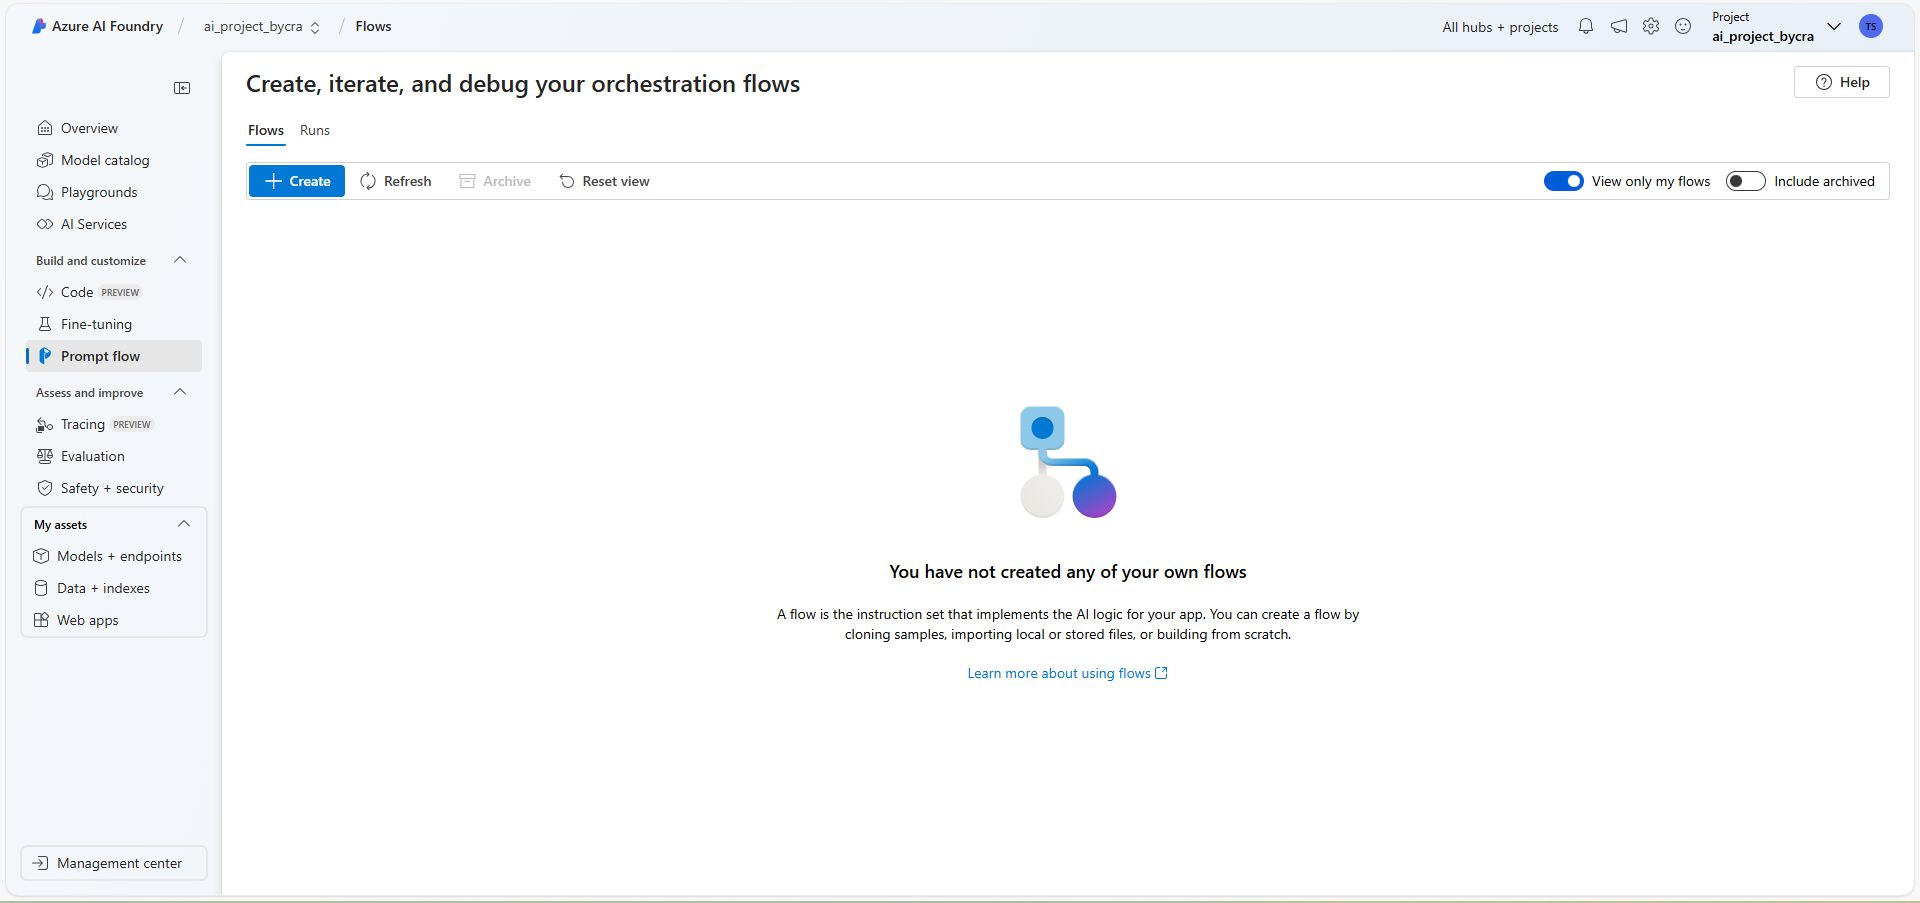 Azure AI Foundry / ai_project_bycra / Flows
All hubs + projects
Project
ai_project_bycra
TS
Overview
Model catalog
Playgrounds
AI Services
Build and customize
Code PREVIEW
Fine-tuning
Prompt flow
Assess and improve
Tracing PREVIEW
Evaluation
Safety + security
My assets
Models + endpoints
Data + indexes
Web apps
Management center
Create, iterate, and debug your orchestration flows
Help
Flows Runs
Create Refresh Archive Reset view View only my flows Include archived
You have not created any of your own flows
A flow is the instruction set that implements the AI logic for your app. You can create a flow by
cloning samples, importing local or stored files, or building from scratch.
Learn more about using flows